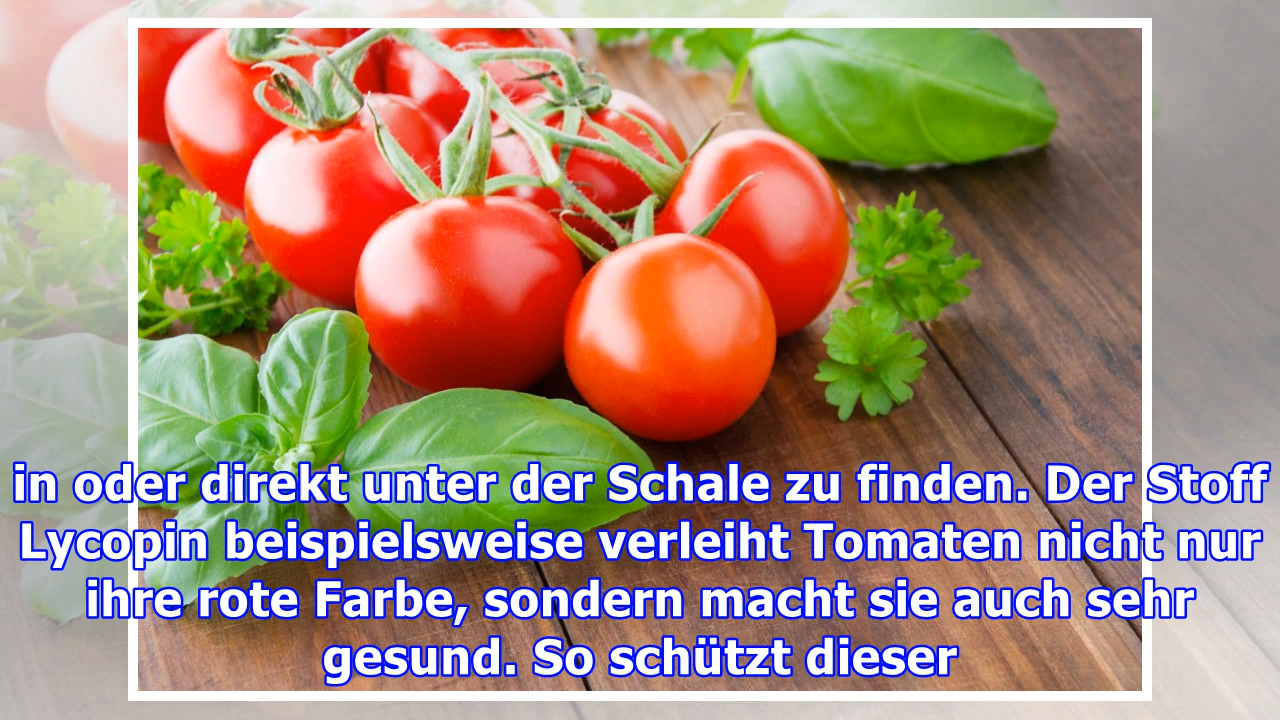 in oder direkt unter der Schale zu finden. Der Stoff
Lycopin beispielsweise verleiht Tomaten nicht nur
ihre rote Farbe, sondern macht sie auch sehr
gesund. So schützt dieser